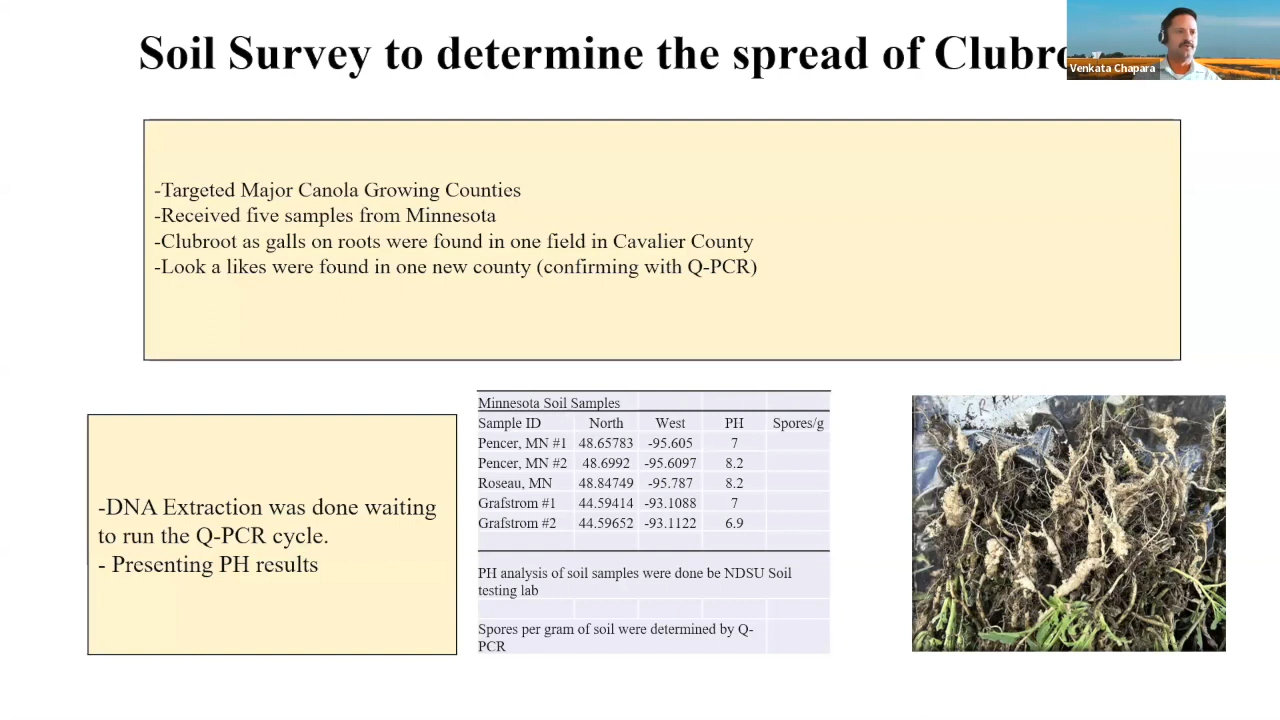 Soil Survey to determine the spread of Clubro
Venkata Chapara
-Targeted Major Canola Growing Counties
-Received five samples from Minnesota
-Clubroot as galls on roots were found in one field in Cavalier County
-Look a likes were found in one new county (confirming with Q-PCR)
-DNA Extraction was done waiting
to run the Q-PCR cycle.
- Presenting PH results
Minnesota Soil Samples
Sample ID North West PH Spores/g
Pencer, MN #1 48.65783 -95.605 7
Pencer, MN #2 48.6992 -95.6097 8.2
Roseau, MN 48.84749 -95.787 8.2
Grafstrom #1 44.59414 -93.1088 7
Grafstrom #2 44.59652 -93.1122 6.9
PH analysis of soil samples were done be NDSU Soil
testing lab
Spores per gram of soil were determined by Q-
PCR